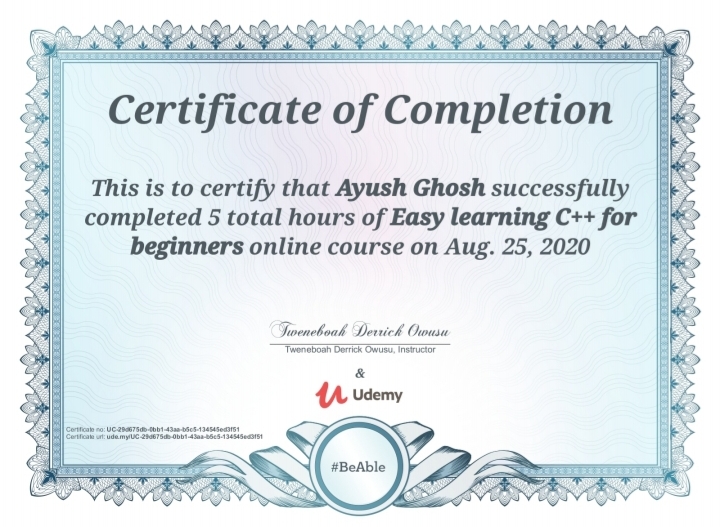 Certificate of Completion
This is to certify that Ayush Ghosh successfully
completed 5 total hours of Easy learning C++ for
beginners online course on Aug. 25, 2020
Tweneboah Derrick Owusu
Tweneboah Derrick Owusu, Instructor
&
Udemy
Certificate no: UC-29d675db-0bb1-43aa-b5c5-134545ed3f51
Certificate url: ude.my/UC-29d675db-0bb1-43aa-b5c5-134545ed3f51
#BeAble